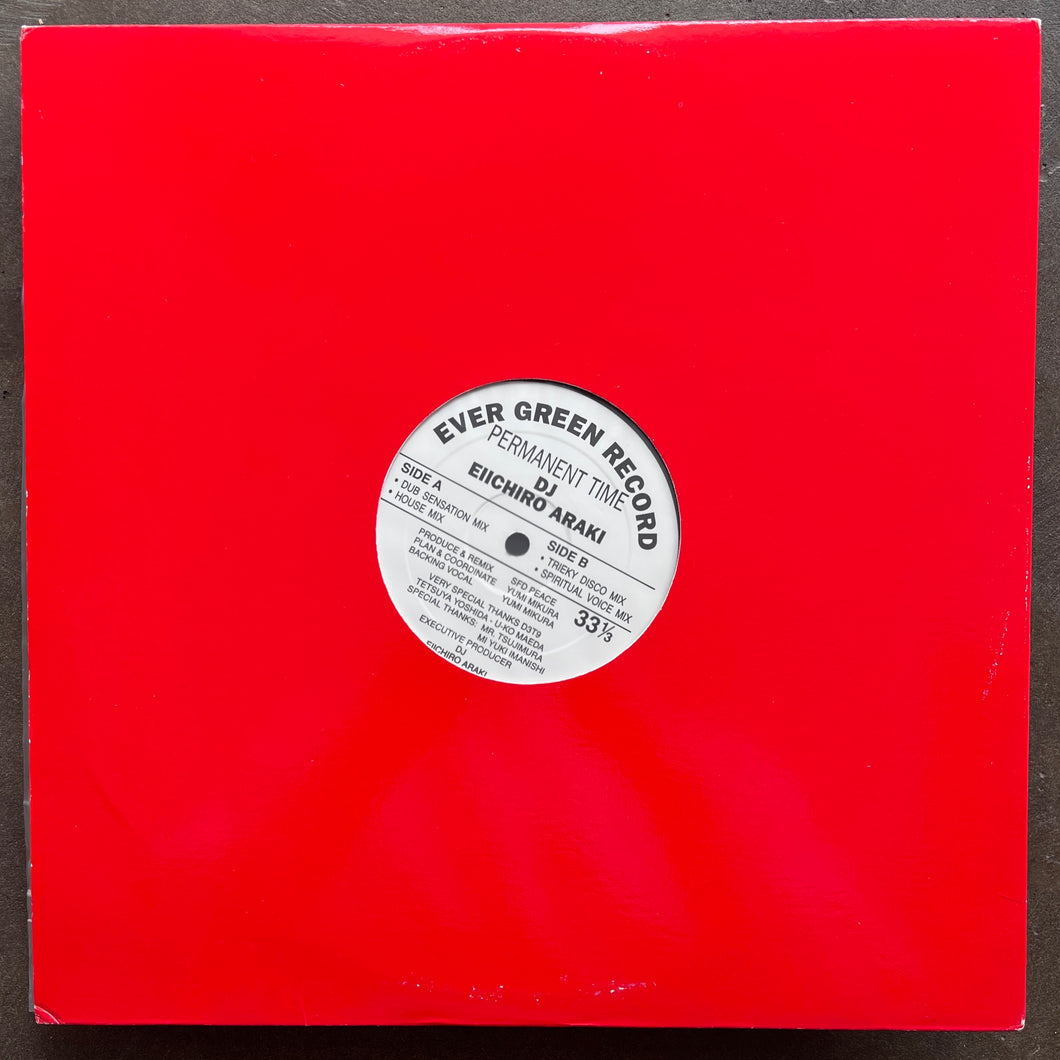 EVER GREEN RECORD
PERMANENT TIME
DJ
EIICHIRO ARAKI
SIDE A
• DUB SENSATION MIX
• HOUSE MIX
SIDE B
• TRIEKY DISCO MIX
• SPIRITUAL VOICE MIX
PRODUCE & REMIX SFD PEACE
PLAN & COORDINATE YUMI MIKURA
BACKING VOCAL YUMI MIKURA
VERY SPECIAL THANKS D3T9
TETSUYA YOSHIDA - U-KO MAEDA
SPECIAL THANKS: MR. TSUJIMURA
MI YUKI IMANISHI
EXECUTIVE PRODUCER
DJ
EIICHIRO ARAKI
33 1/3